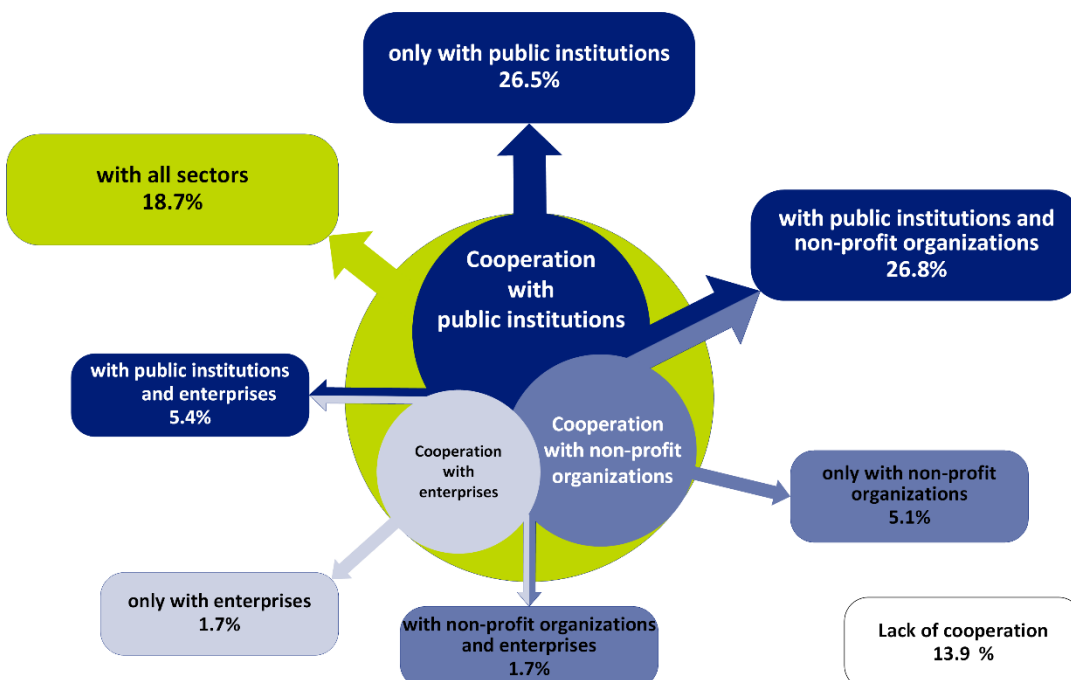 only with public institutions
26.5%
with all sectors
18.7%
with public institutions and
non-profit organizations
26.8%
Cooperation
with
public institutions
with public institutions
and enterprises
5.4%
Cooperation
with
enterprises
Cooperation
with non-profit
organizations
only with non-profit
organizations
5.1%
only with enterprises
1.7%
with non-profit organizations
and enterprises
1.7%
Lack of cooperation
13.9 %